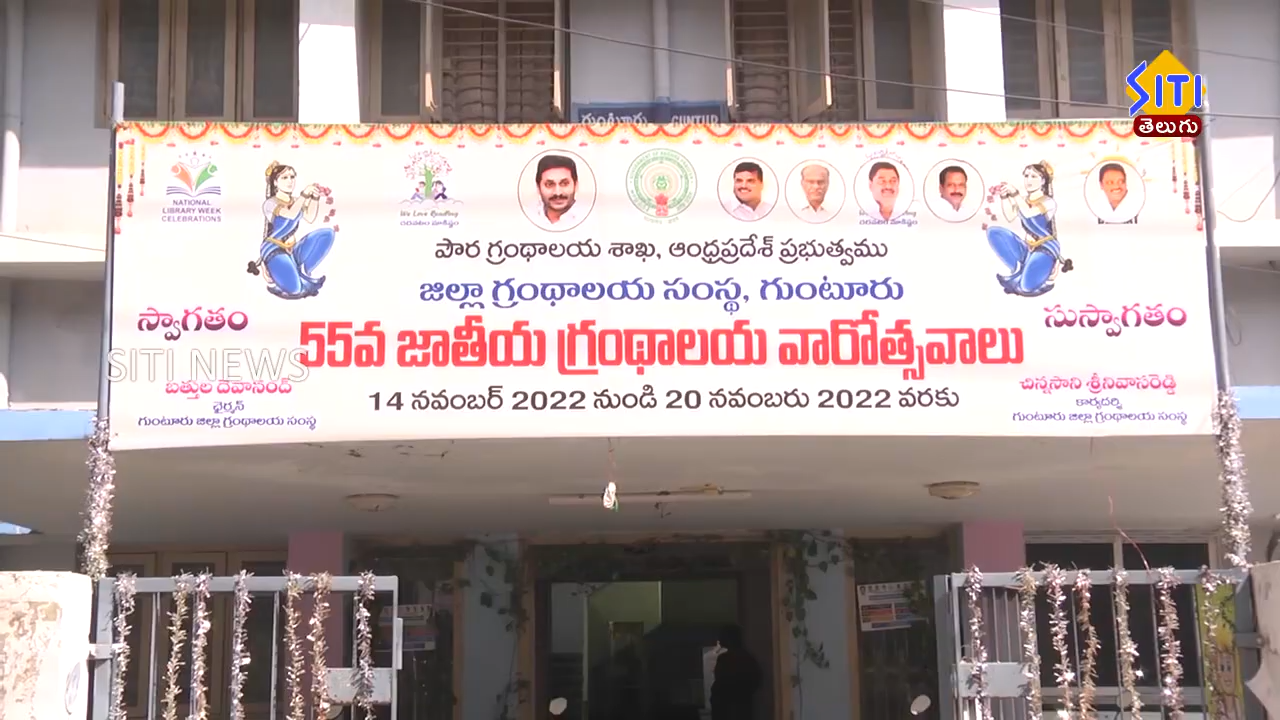 SITI
తెలుగు
గుంటూరు GUNTUR
NATIONAL
LIBRARY WEEK
CELEBRATIONS
We Love Reading
చదవటం మాకిష్టం
పౌర గ్రంథాలయ శాఖ, ఆంధ్రప్రదేశ్ ప్రభుత్వము
జిల్లా గ్రంథాలయ సంస్థ, గుంటూరు
స్వాగతం
సుస్వాగతం
55వ జాతీయ గ్రంథాలయ వారోత్సవాలు
SITI NEWS
14 నవంబర్ 2022 నుండి 20 నవంబరు 2022 వరకు
బత్తుల దేవానంద్
ఛైర్మన్
గుంటూరు జిల్లా గ్రంథాలయ సంస్థ
చిన్నసాని శ్రీనివాసరెడ్డి
కార్యదర్శి
గుంటూరు జిల్లా గ్రంథాలయ సంస్థ